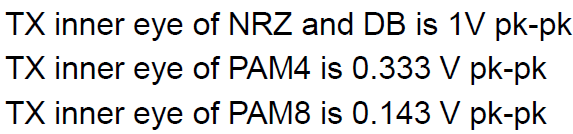 TX inner eye of NRZ and DB is 1V pk-pk
TX inner eye of PAM4 is 0.333 V pk-pk
TX inner eye of PAM8 is 0.143 V pk-pk